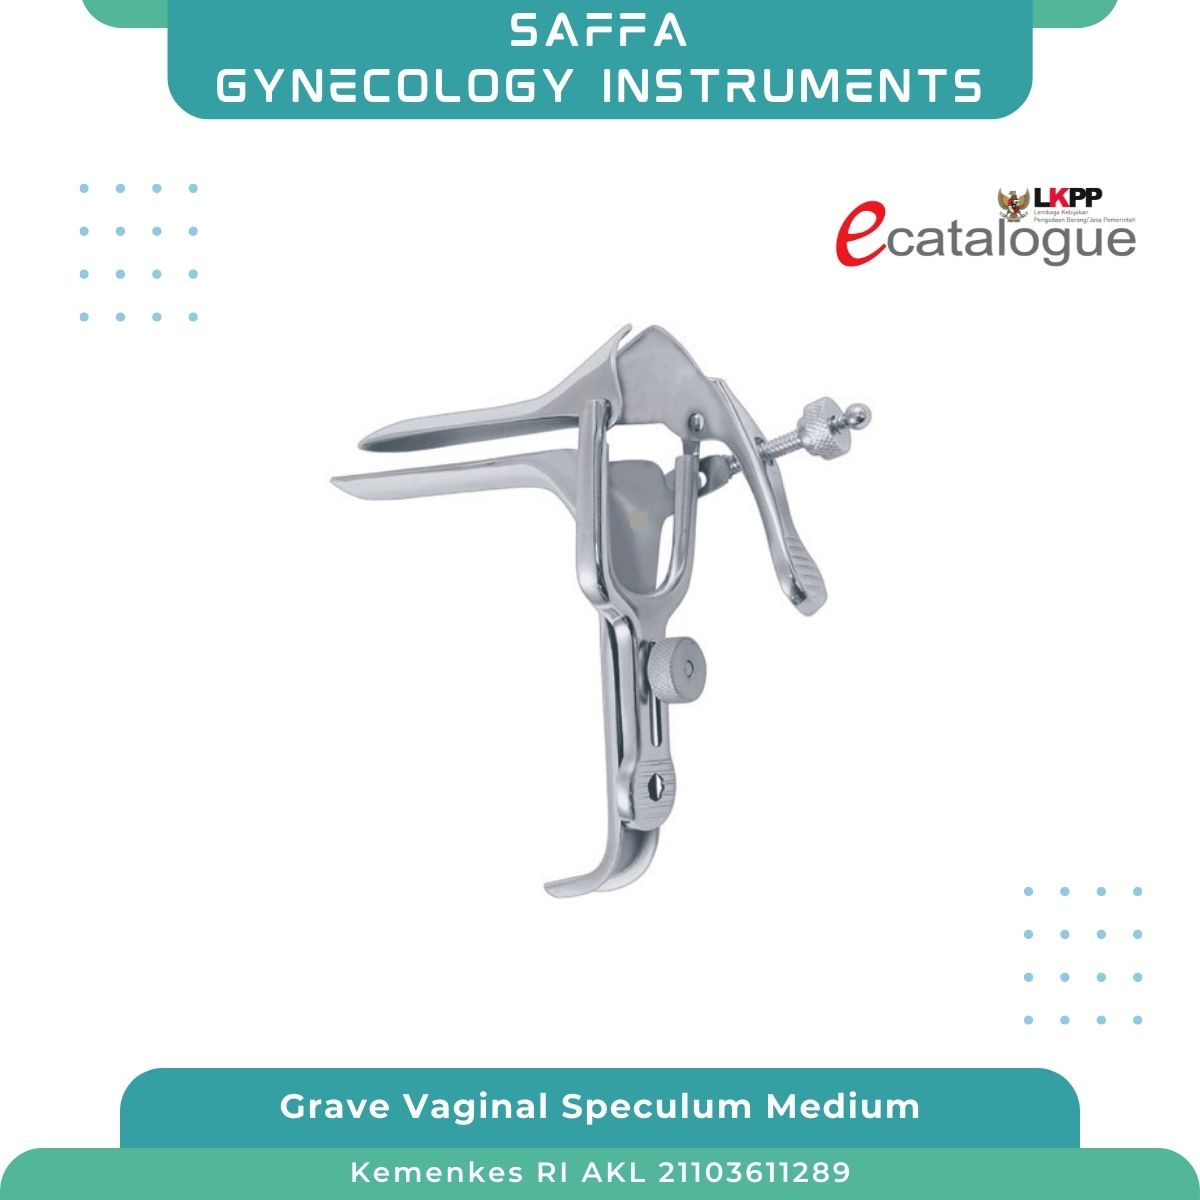 SAFFA
GYNECOLOGY INSTRUMENTS
LKPP
Lembaga Kebijakan
Pengadaan Barang/Jasa Pemerintah
ecatalogue
Grave Vaginal Speculum Medium
Kemenkes RI AKL 21103611289